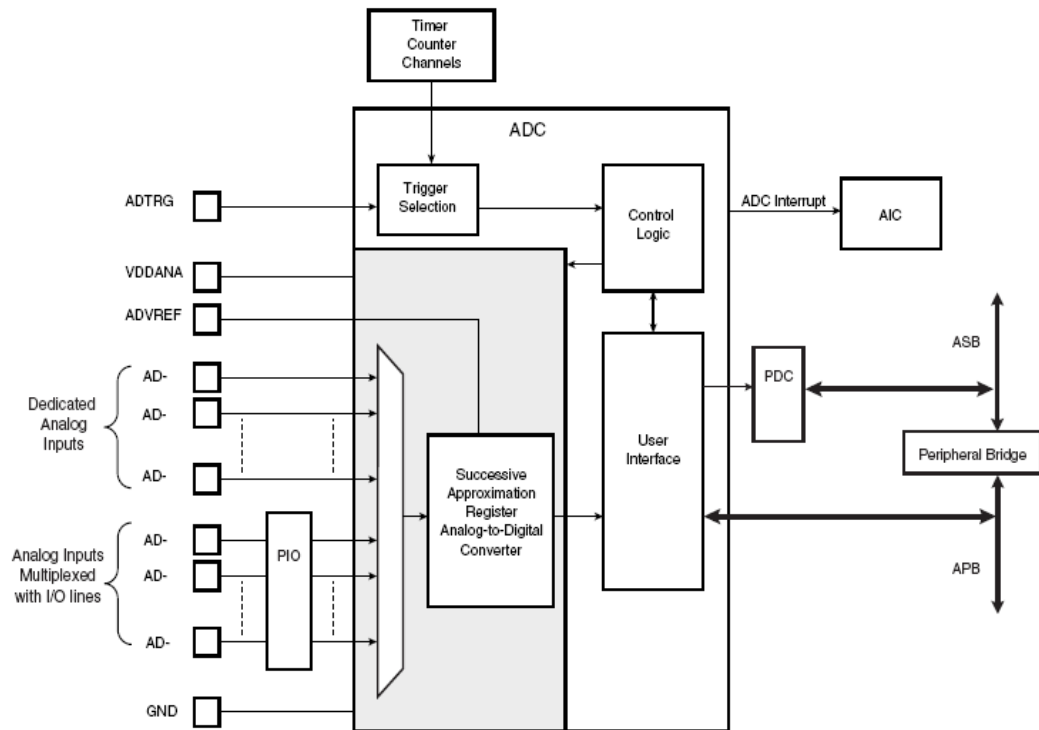 Timer
Counter
Channels
ADC
ADTRG
Trigger
Selection
Control
Logic
ADC Interrupt
AIC
VDDANA
ADVREF
ASB
AD-
PDC
Dedicated
Analog
Inputs
AD-
User
Interface
Peripheral Bridge
AD-
Successive
Approximation
Register
Analog-to-Digital
Converter
AD-
PIO
Analog Inputs
Multiplexed
with I/O lines
AD-
APB
AD-
GND